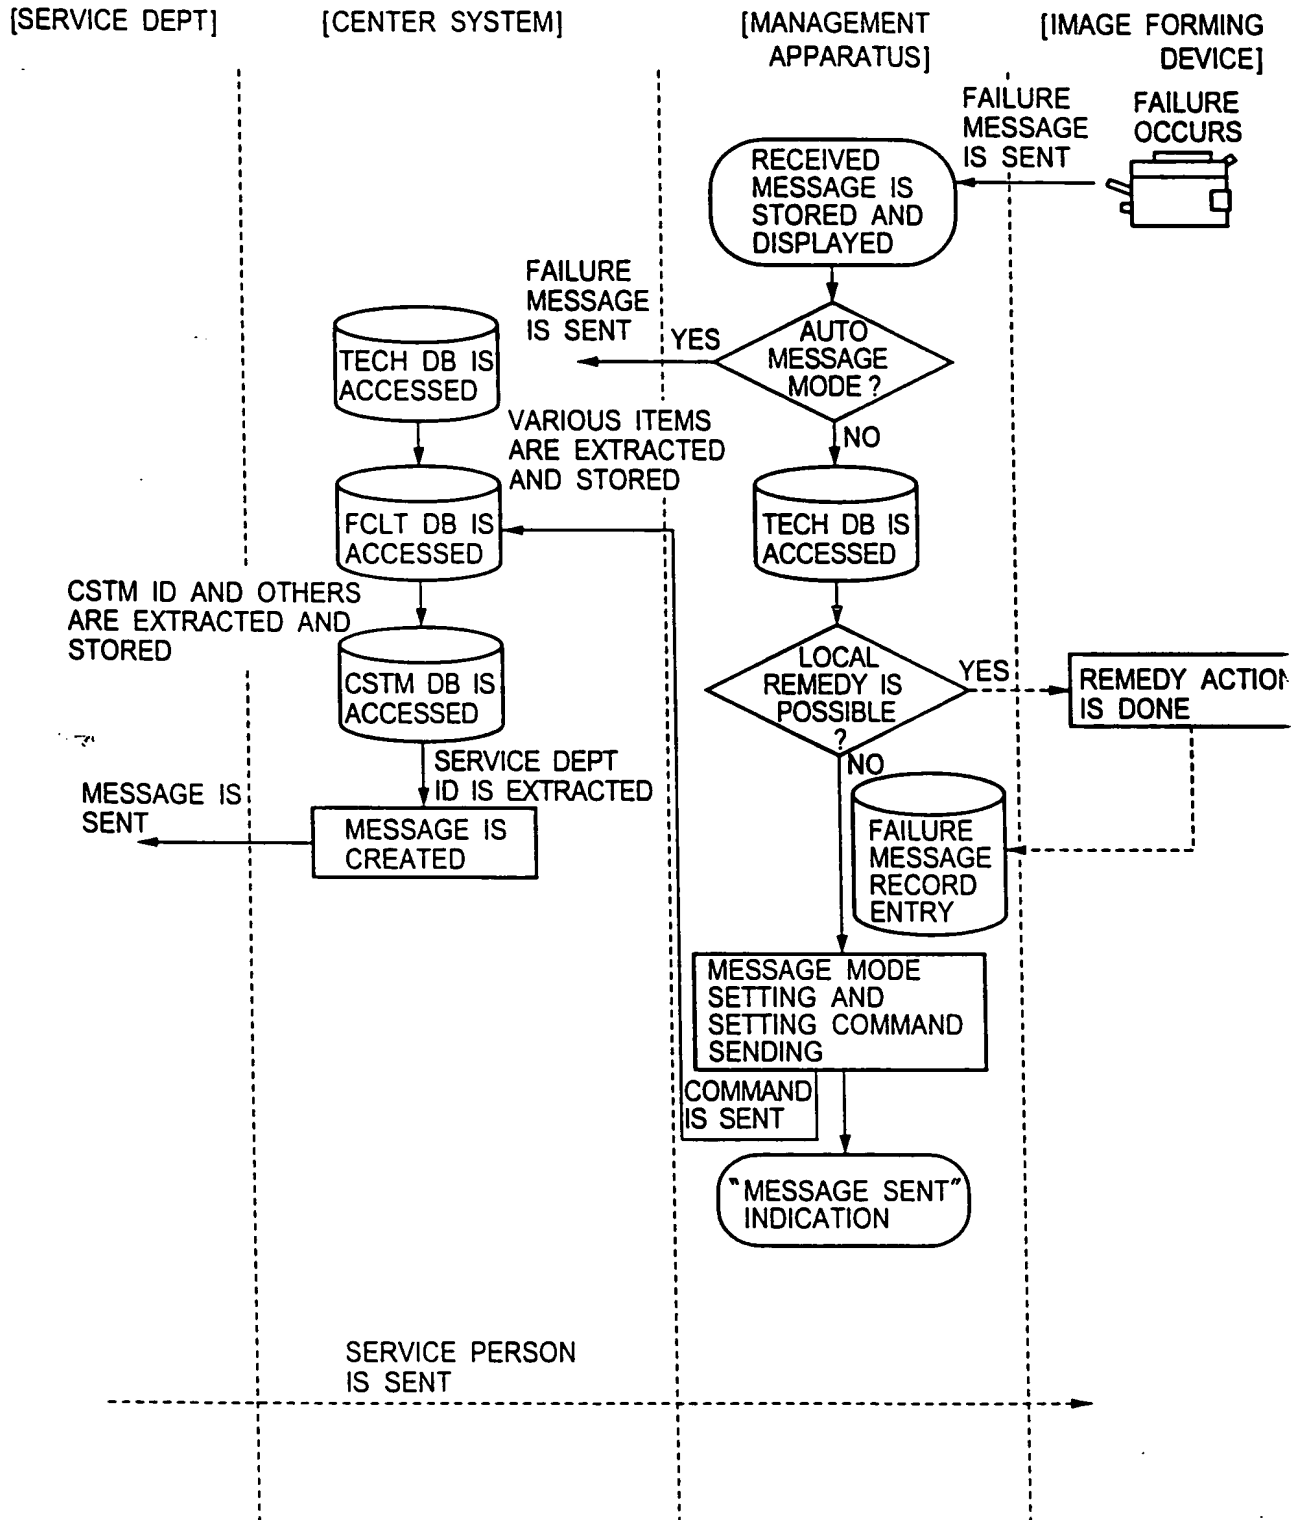 [SERVICE DEPT]
[CENTER SYSTEM]
[MANAGEMENT
APPARATUS]
[IMAGE FORMING
DEVICE]
FAILURE
MESSAGE
IS SENT
FAILURE
OCCURS
RECEIVED
MESSAGE IS
STORED AND
DISPLAYED
FAILURE
MESSAGE
IS SENT
YES
AUTO
MESSAGE
MODE?
NO
TECH DB IS
ACCESSED
VARIOUS ITEMS
ARE EXTRACTED
AND STORED
FCLT DB IS
ACCESSED
TECH DB IS
ACCESSED
CSTM ID AND OTHERS
ARE EXTRACTED AND
STORED
CSTM DB IS
ACCESSED
LOCAL
REMEDY IS
POSSIBLE
?
YES
NO
REMEDY ACTION
IS DONE
SERVICE DEPT
ID IS EXTRACTED
MESSAGE IS
SENT
MESSAGE IS
CREATED
FAILURE
MESSAGE
RECORD
ENTRY
MESSAGE MODE
SETTING AND
SETTING COMMAND
SENDING
COMMAND
IS SENT
"MESSAGE SENT"
INDICATION
SERVICE PERSON
IS SENT